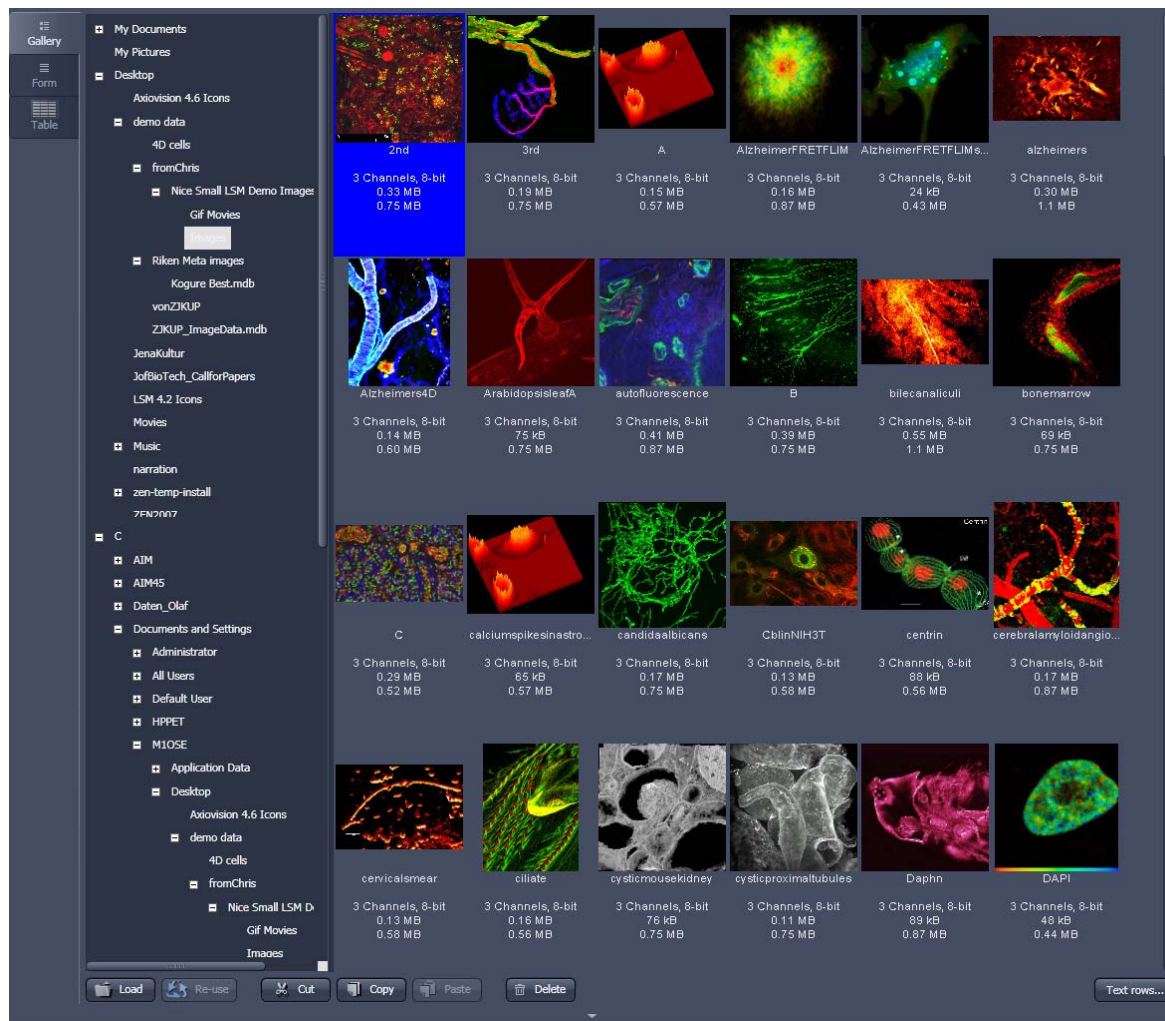 Gallery
Form
Table
My Documents
My Pictures
Desktop
Axiovision 4.6 Icons
demo data
4D cells
fromChris
Nice Small LSM Demo Images
Gif Movies
Images
Riken Meta images
Kogure Best.mdb
vonZJKUP
ZJKUP_ImageData.mdb
JenaKultur
JofBioTech_CallforPapers
LSM 4.2 Icons
Movies
Music
narration
zen-temp-install
ZEN2007
C
AIM
AIM45
Daten_Olaf
Documents and Settings
Administrator
All Users
Default User
HPPET
M1OSE
Application Data
Desktop
Axiovision 4.6 Icons
demo data
4D cells
fromChris
Nice Small LSM D
Gif Movies
Images
2nd 3rd A AlzheimerFRETFLIM AlzheimerFRETFLIMs... alzheimers
3 Channels, 8-bit 3 Channels, 8-bit 3 Channels, 8-bit 3 Channels, 8-bit 3 Channels, 8-bit 3 Channels, 8-bit
0.33 MB 0.19 MB 0.15 MB 0.16 MB 24 kB 0.30 MB
0.75 MB 0.75 MB 0.57 MB 0.87 MB 0.43 MB 1.1 MB
Alzheimers4D ArabidopsisleafA autofluorescence B bilecanaliculi bonemarrow
3 Channels, 8-bit 3 Channels, 8-bit 3 Channels, 8-bit 3 Channels, 8-bit 3 Channels, 8-bit 3 Channels, 8-bit
0.14 MB 75 kB 0.41 MB 0.39 MB 0.55 MB 69 kB
0.60 MB 0.75 MB 0.87 MB 0.75 MB 1.1 MB 0.75 MB
Centrin
C calciumspikesinastro... candidaalbicans CblinNIH3T centrin cerebralamyloidangio...
3 Channels, 8-bit 3 Channels, 8-bit 3 Channels, 8-bit 3 Channels, 8-bit 3 Channels, 8-bit 3 Channels, 8-bit
0.29 MB 65 kB 0.17 MB 0.13 MB 88 kB 0.17 MB
0.52 MB 0.57 MB 0.75 MB 0.58 MB 0.56 MB 0.87 MB
cervicalsmear ciliate cysticmousekidney cysticproximaltubules Daphn DAPI
3 Channels, 8-bit 3 Channels, 8-bit 3 Channels, 8-bit 3 Channels, 8-bit 3 Channels, 8-bit 3 Channels, 8-bit
0.13 MB 0.16 MB 76 kB 0.11 MB 89 kB 48 kB
0.58 MB 0.56 MB 0.75 MB 0.75 MB 0.87 MB 0.44 MB
Load Re-use Cut Copy Paste Delete Text rows...